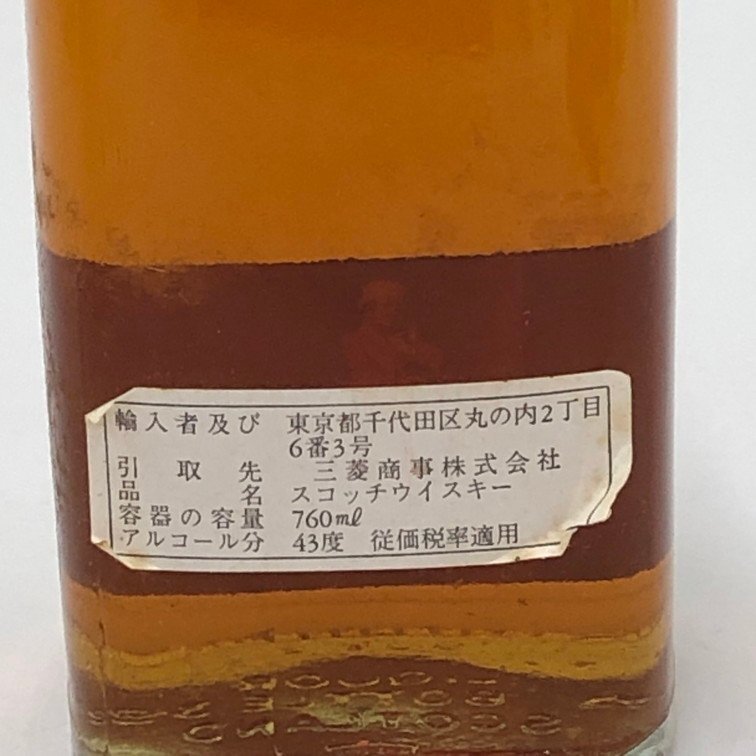 輸入者及び 東京都千代田区丸の内2丁目
6番3号
引取先 三菱商事株式会社
品名 スコッチウイスキー
容器の容量 760ml
アルコール分 43度 従価税率適用